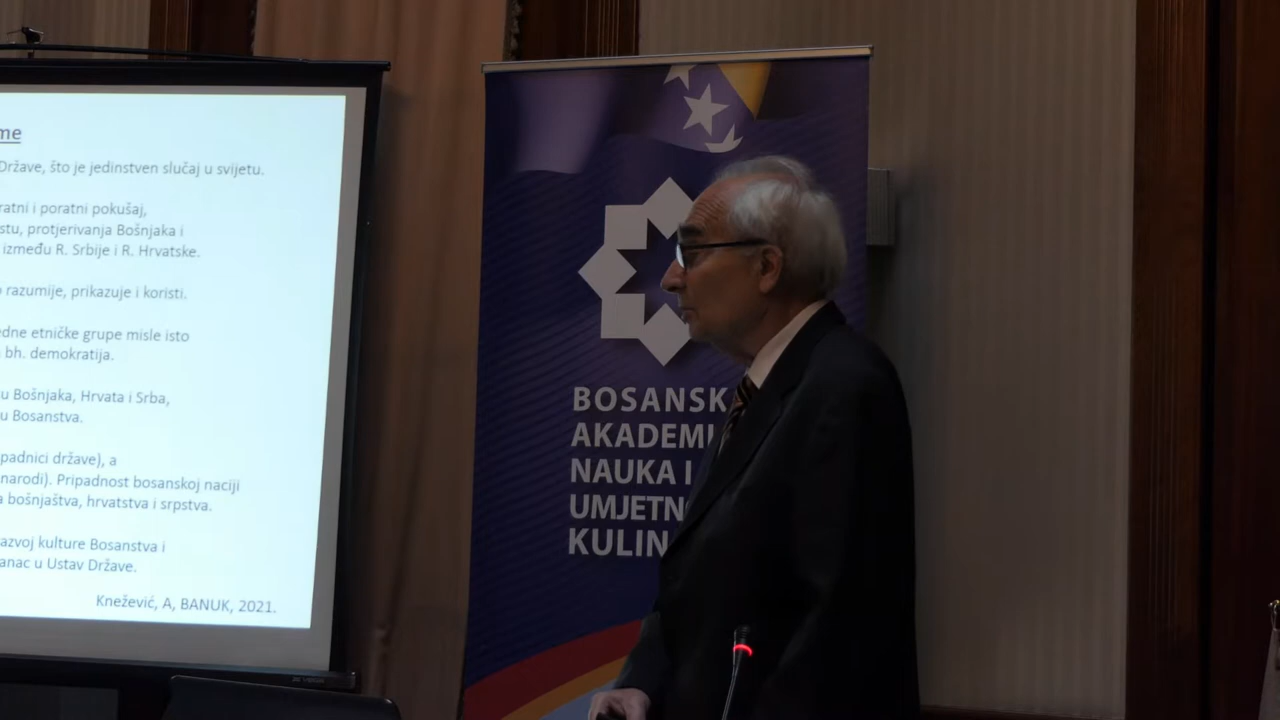 me
Države, što je jedinstven slučaj u svijetu.
ratni i poratni pokušaj,
stu, protjerivanja Bošnjaka i
između R. Srbije i R. Hrvatske.
o razumije, prikazuje i koristi.
edne etničke grupe misle isto
bh. demokratija.
u Bošnjaka, Hrvata i Srba,
u Bosanstva.
padnici države), a
narodi). Pripadnost bosanskoj naciji
a bošnjaštva, hrvatstva i srpstva.
azvoj kulture Bosanstva i
anac u Ustav Države.
Knežević, A, BANUK, 2021.
BOSANSK
AKADEMI
NAUKA I
UMJETN
KULIN